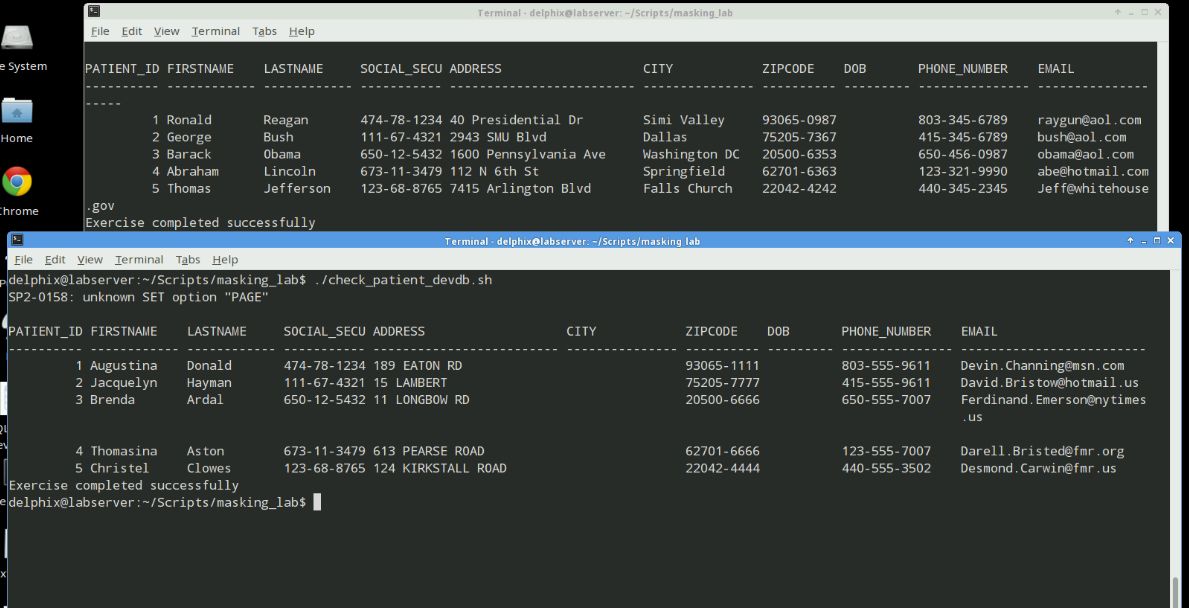 Terminal - delphix@labserver: ~/Scripts/masking_lab
File Edit View Terminal Tabs Help
e System
Home
Chrome
PATIENT_ID FIRSTNAME LASTNAME SOCIAL_SECU ADDRESS CITY ZIPCODE DOB PHONE_NUMBER EMAIL
---------- ------------ ------------ ----------- ------------------------- --------------- ---------- --------- --------------- ---------------
-----
1 Ronald Reagan 474-78-1234 40 Presidential Dr Simi Valley 93065-0987 803-345-6789 raygun@aol.com
2 George Bush 111-67-4321 2943 SMU Blvd Dallas 75205-7367 415-345-6789 bush@aol.com
3 Barack Obama 650-12-5432 1600 Pennsylvania Ave Washington DC 20500-6353 650-456-0987 obama@aol.com
4 Abraham Lincoln 673-11-3479 112 N 6th St Springfield 62701-6363 123-321-9990 abe@hotmail.com
5 Thomas Jefferson 123-68-8765 7415 Arlington Blvd Falls Church 22042-4242 440-345-2345 Jeff@whitehouse
.gov
Exercise completed successfully
Terminal - delphix@labserver: ~/Scripts/masking_lab
File Edit View Terminal Tabs Help
delphix@labserver:~/Scripts/masking_lab$ ./check_patient_devdb.sh
SP2-0158: unknown SET option "PAGE"
PATIENT_ID FIRSTNAME LASTNAME SOCIAL_SECU ADDRESS CITY ZIPCODE DOB PHONE_NUMBER EMAIL
---------- ------------ ------------ ----------- ------------------------- --------------- ---------- --------- --------------- -------------------------
1 Augustina Donald 474-78-1234 189 EATON RD 93065-1111 803-555-9611 Devin.Channing@msn.com
2 Jacquelyn Hayman 111-67-4321 15 LAMBERT 75205-7777 415-555-9611 David.Bristow@hotmail.us
3 Brenda Ardal 650-12-5432 11 LONGBOW RD 20500-6666 650-555-7007 Ferdinand.Emerson@nytimes
.us
4 Thomasina Aston 673-11-3479 613 PEARSE ROAD 62701-6666 123-555-7007 Darell.Bristed@fmr.org
5 Christel Clowes 123-68-8765 124 KIRKSTALL ROAD 22042-4444 440-555-3502 Desmond.Carwin@fmr.us
Exercise completed successfully
delphix@labserver:~/Scripts/masking_lab$